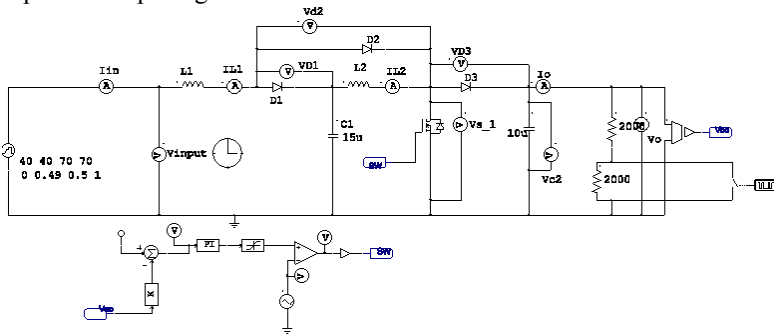 Vd2
D2
Iin
L1
IL1
VD1
L2
IL2
VD3
D3
Io
A
A
V
D1
A
V
A
C1
15u
Vs_1
10u
Vc2
2000
Vo
Vinput
V
40 40 70 70
0 0.49 0.5 1
SW
2000
V
PI
V
SW
K
V